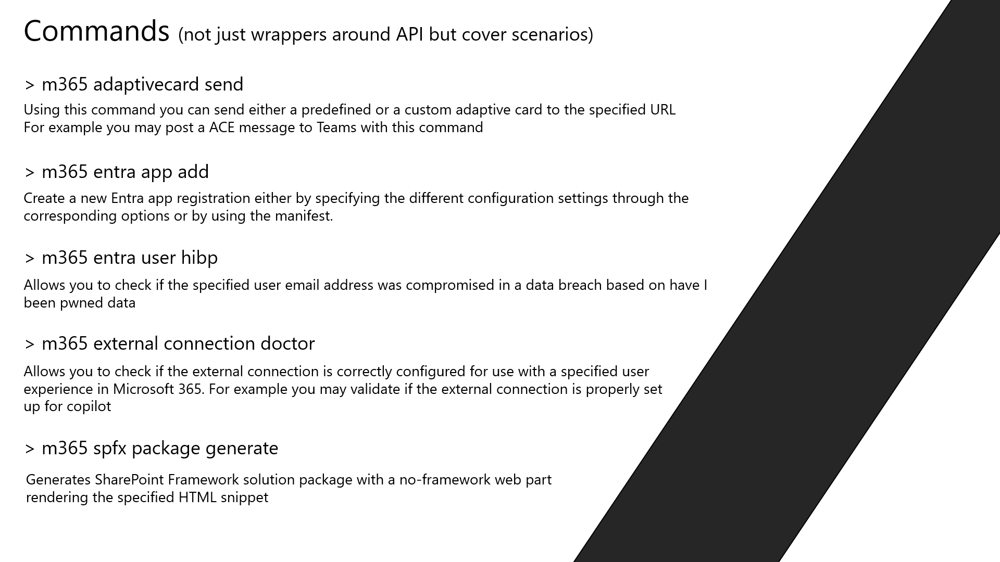 Commands (not just wrappers around API but cover scenarios)
> m365 adaptivecard send
Using this command you can send either a predefined or a custom adaptive card to the specified URL
For example you may post a ACE message to Teams with this command
> m365 entra app add
Create a new Entra app registration either by specifying the different configuration settings through the
corresponding options or by using the manifest.
> m365 entra user hibp
Allows you to check if the specified user email address was compromised in a data breach based on have I
been pwned data
> m365 external connection doctor
Allows you to check if the external connection is correctly configured for use with a specified user
experience in Microsoft 365. For example you may validate if the external connection is properly set
up for copilot
> m365 spfx package generate
Generates SharePoint Framework solution package with a no-framework web part
rendering the specified HTML snippet